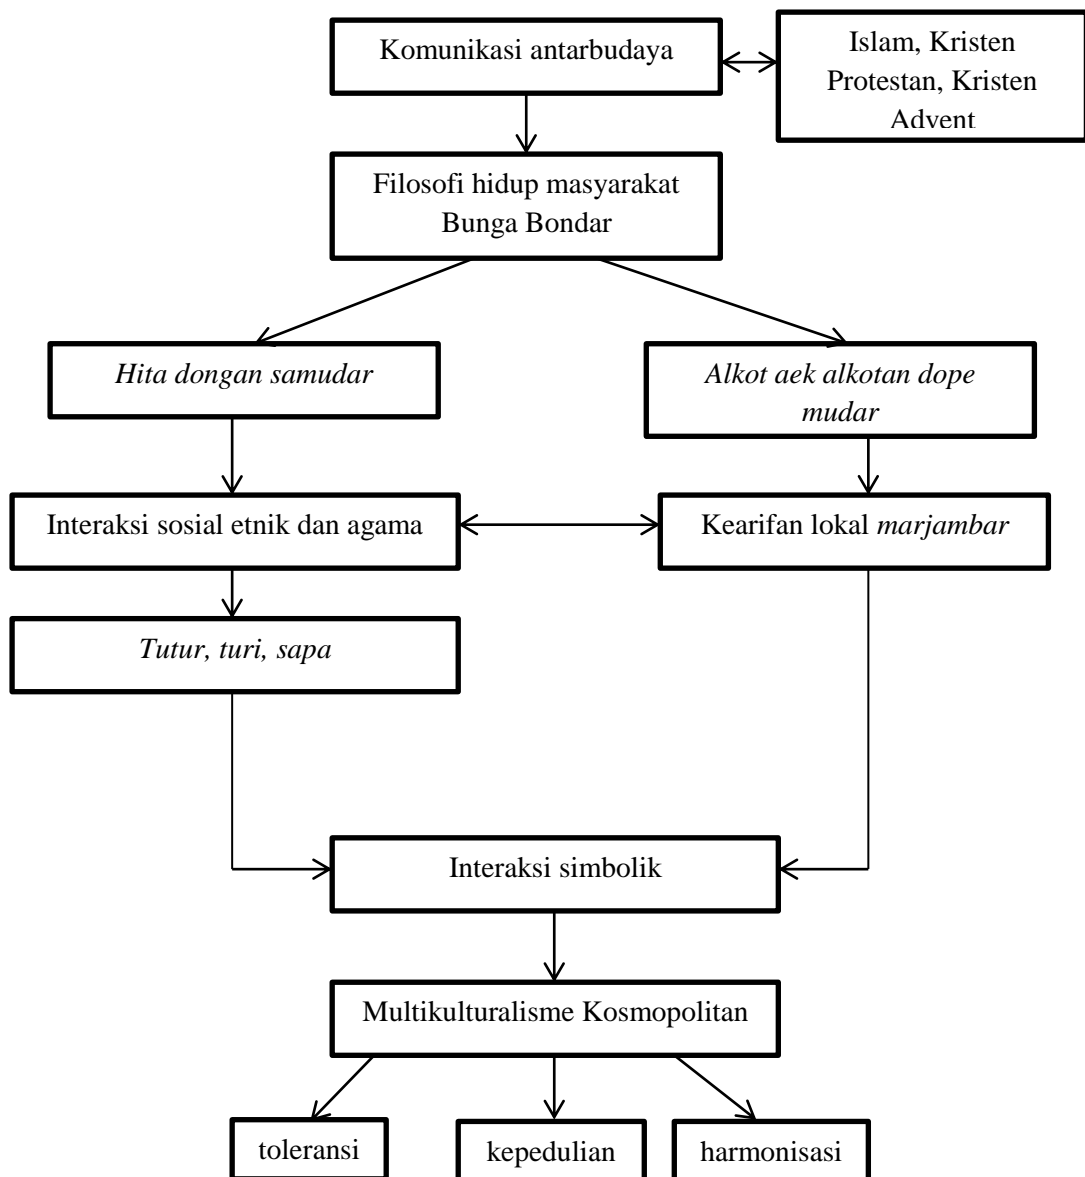 Komunikasi antarbudaya
Islam, Kristen
Protestan, Kristen
Advent
Filosofi hidup masyarakat
Bunga Bondar
Hita dongan samudar
Alkot aek alkotan dope
mudar
Interaksi sosial etnik dan agama
Kearifan lokal marjambar
Tutur, turi, sapa
Interaksi simbolik
Multikulturalisme Kosmopolitan
toleransi
kepedulian
harmonisasi